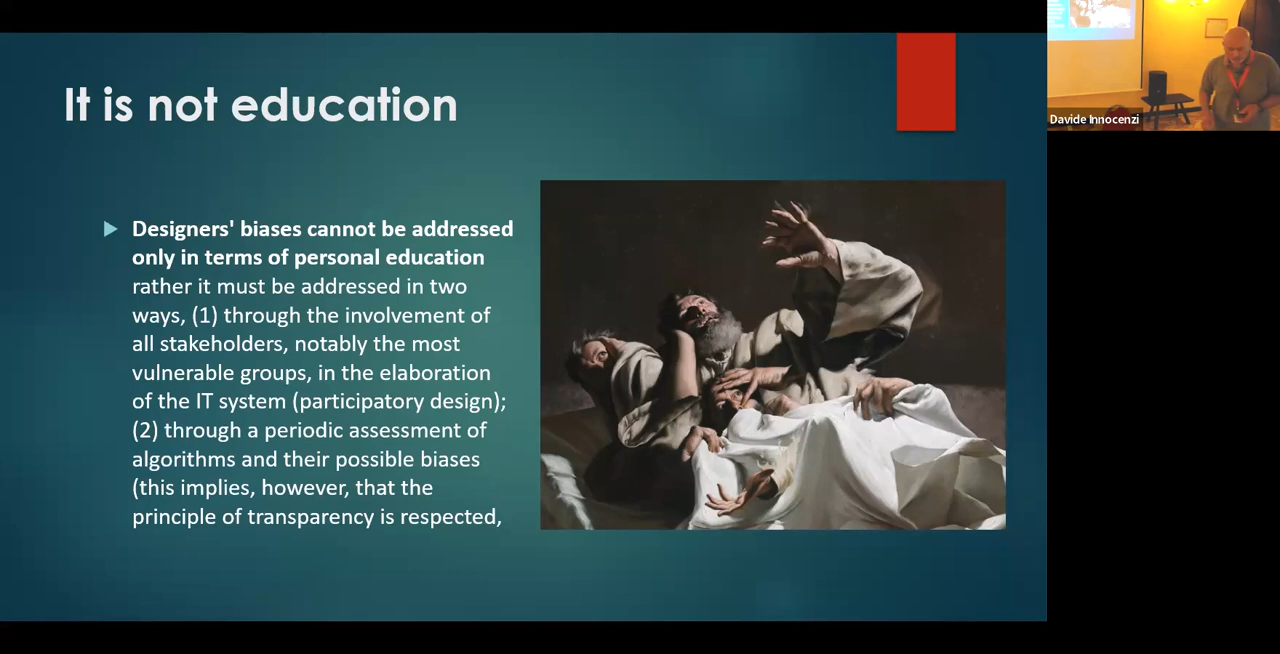 It is not education
Designers' biases cannot be addressed
only in terms of personal education
rather it must be addressed in two
ways, (1) through the involvement of
all stakeholders, notably the most
vulnerable groups, in the elaboration
of the IT system (participatory design);
(2) through a periodic assessment of
algorithms and their possible biases
(this implies, however, that the
principle of transparency is respected,
Davide Innocenzi